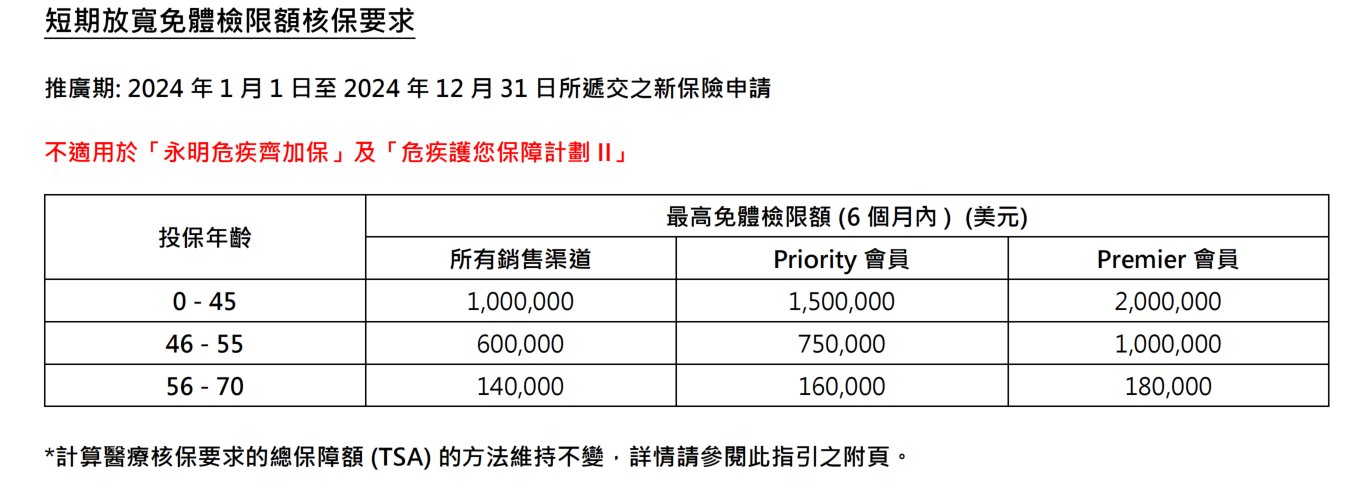 短期放寬免體檢限額核保要求
推廣期: 2024 年 1 月 1 日至 2024 年 12 月 31 日所遞交之新保險申請
不適用於「永明危疾齊加保」及「危疾護您保障計劃 II」
投保年齡
最高免體檢限額 (6 個月內 ) (美元)
所有銷售渠道 Priority 會員 Premier 會員
0 - 45 1,000,000 1,500,000 2,000,000
46 - 55 600,000 750,000 1,000,000
56 - 70 140,000 160,000 180,000
*計算醫療核保要求的總保障額 (TSA) 的方法維持不變，詳情請參閱此指引之附頁。